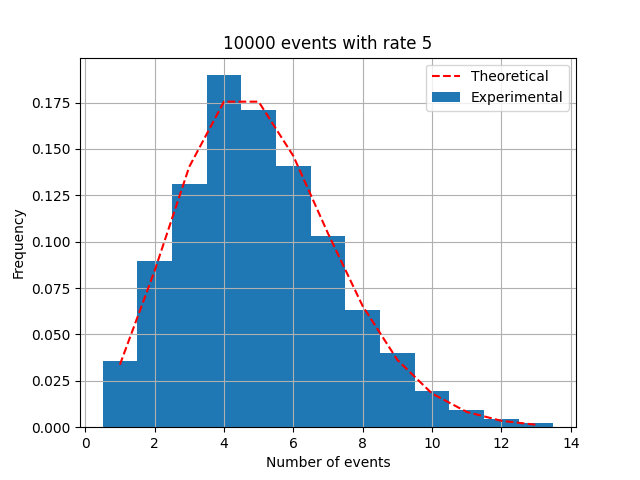 10000 events with rate 5
Theoretical
Experimental
Frequency
0.175
0.150
0.125
0.100
0.075
0.050
0.025
0.000
0 2 4 6 8 10 12 14
Number of events